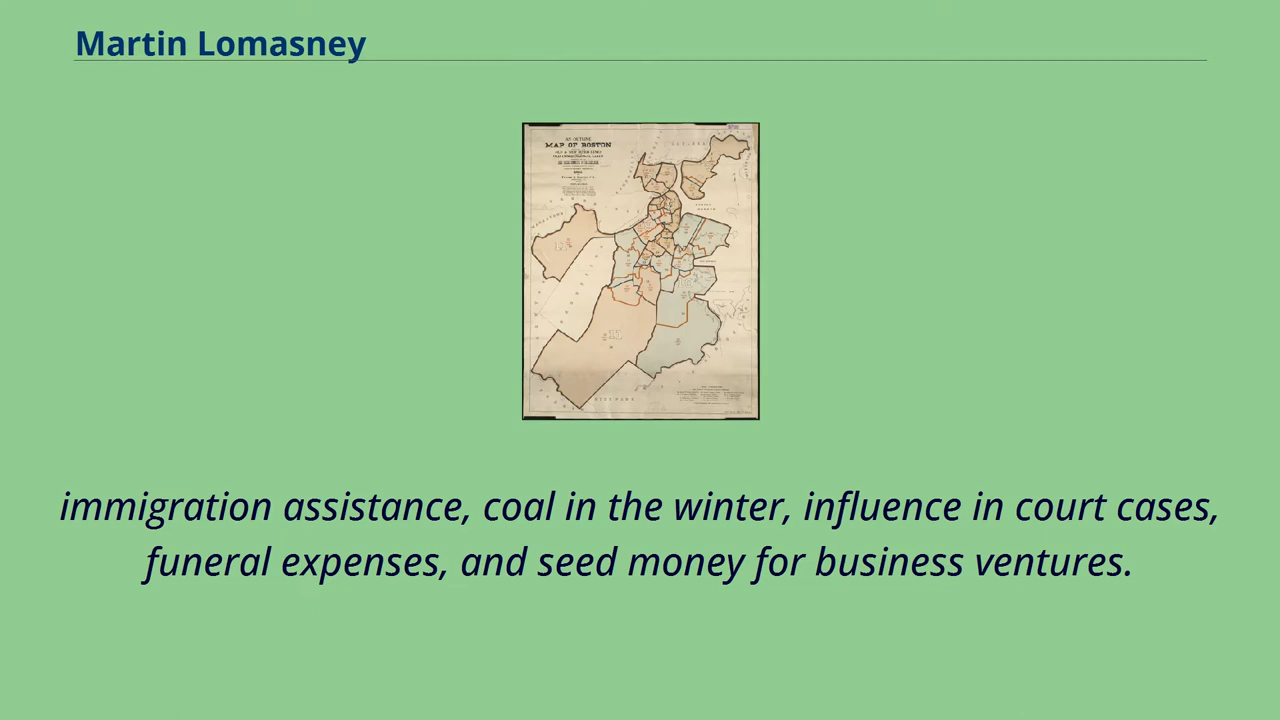 Martin Lomasney
MAP OF BOSTON
immigration assistance, coal in the winter, influence in court cases,
funeral expenses, and seed money for business ventures.